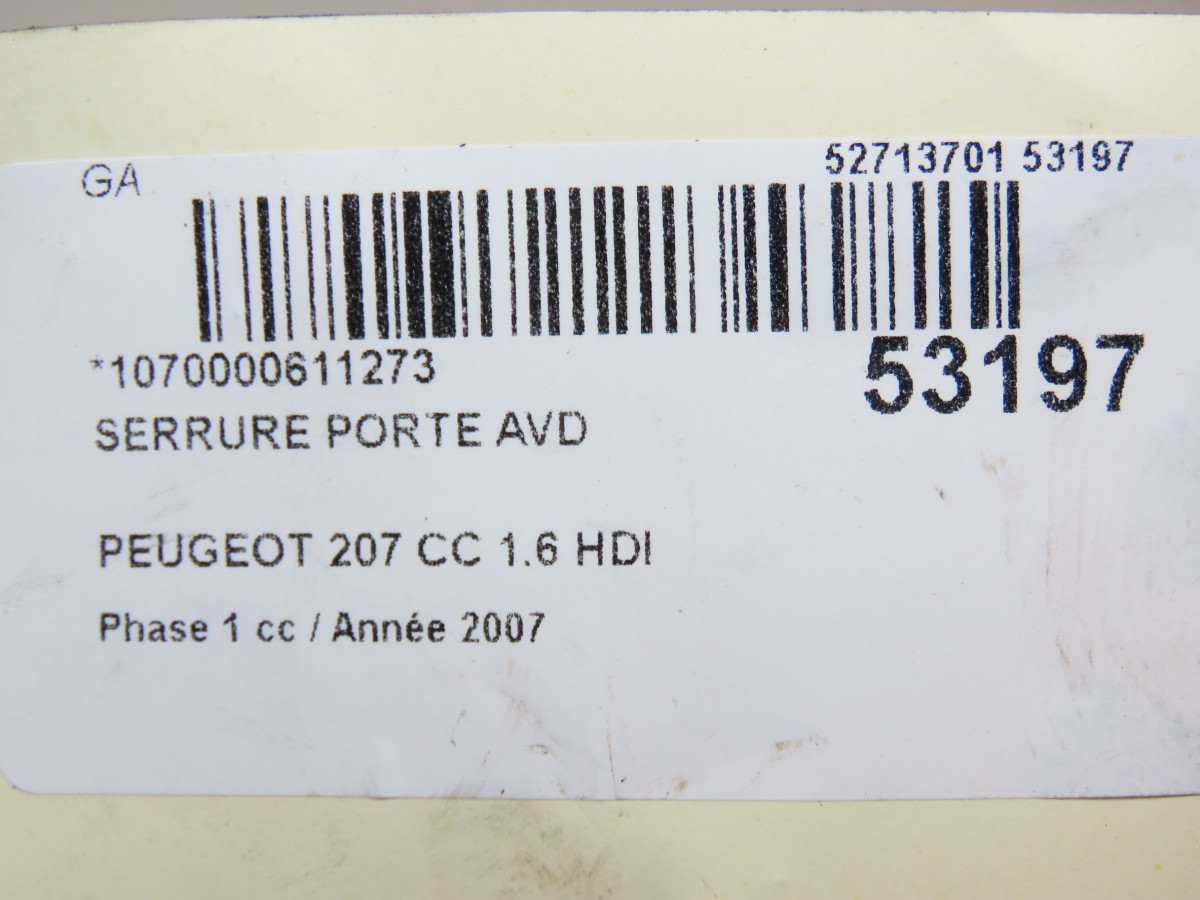 GA
52713701 53197
*1070000611273
53197
SERRURE PORTE AVD
PEUGEOT 207 CC 1.6 HDI
Phase 1 cc / Année 2007